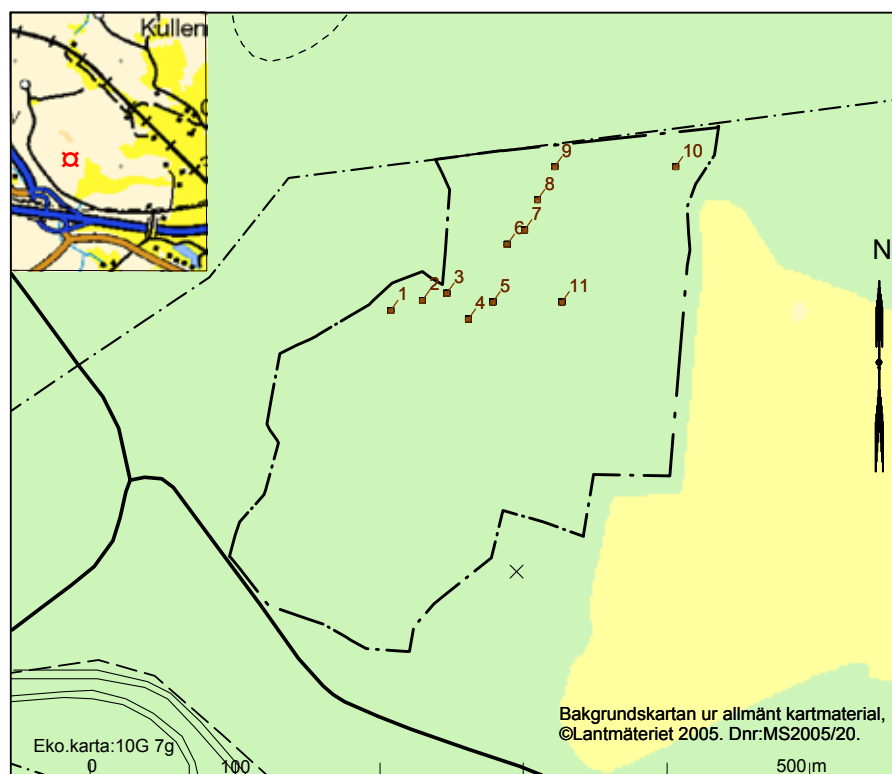 Kullen
9
10
8
7
6
N
3
2
5
11
1
4
Bakgrundskartan ur allmänt kartmaterial,
©Lantmäteriet 2005. Dnr:MS2005/20.
Eko.karta:10G 7g
0 100 500 m